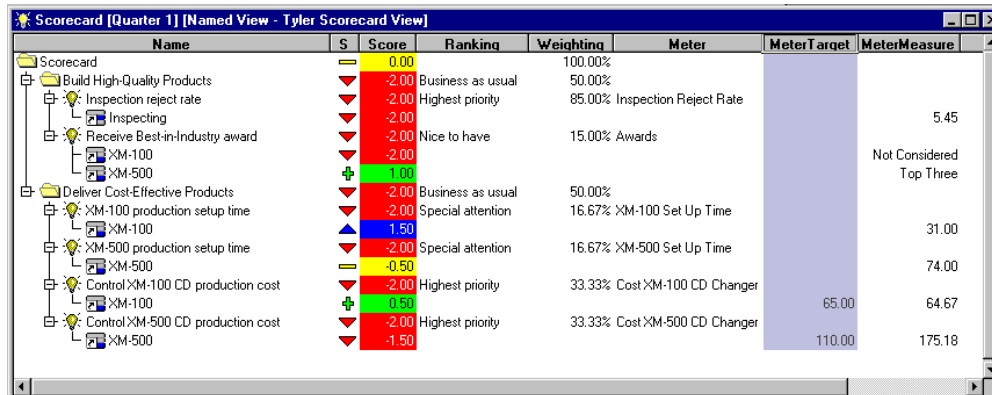 Scorecard [Quarter 1] [Named View - Tyler Scorecard View]
Name S Score Ranking Weighting Meter MeterTarget MeterMeasure
Scorecard 0.00 100.00%
Build High-Quality Products -2.00 Business as usual 50.00%
Inspection reject rate -2.00 Highest priority 85.00% Inspection Reject Rate
Inspecting -2.00 5.45
Receive Best-in-Industry award -2.00 Nice to have 15.00% Awards
XM-100 -2.00 Not Considered
XM-500 1.00 Top Three
Deliver Cost-Effective Products -2.00 Business as usual 50.00%
XM-100 production setup time -2.00 Special attention 16.67% XM-100 Set Up Time
XM-100 1.50 31.00
XM-500 production setup time -2.00 Special attention 16.67% XM-500 Set Up Time
XM-500 -0.50 74.00
Control XM-100 CD production cost -2.00 Highest priority 33.33% Cost XM-100 CD Changer
XM-100 0.50 65.00 64.67
Control XM-500 CD production cost -2.00 Highest priority 33.33% Cost XM-500 CD Changer
XM-500 -1.50 110.00 175.18